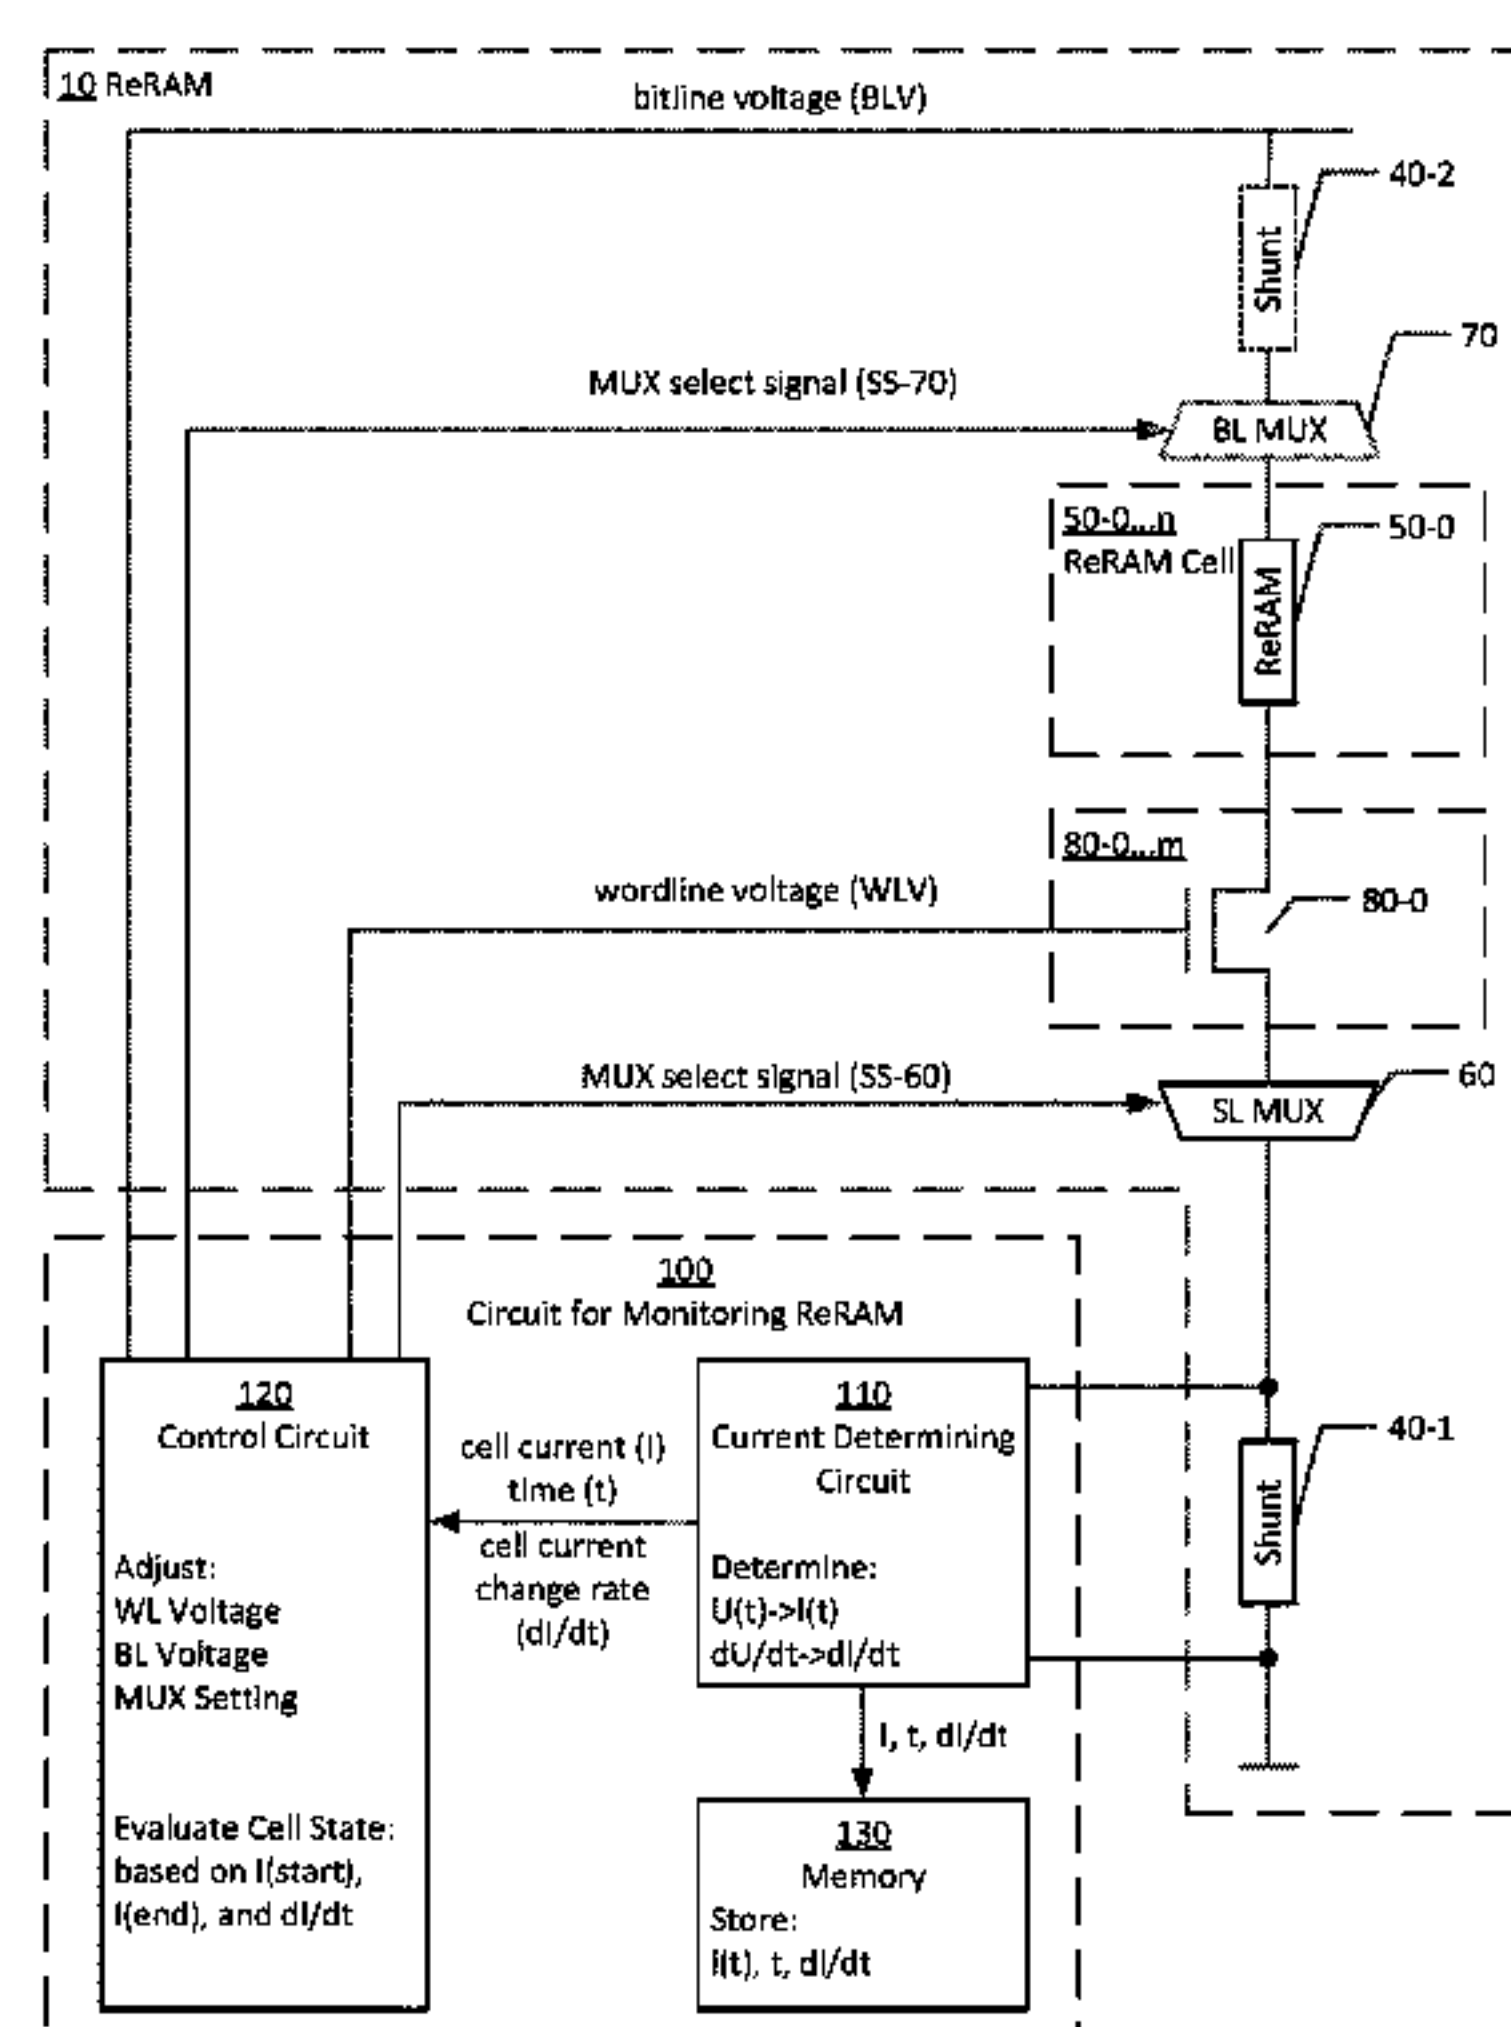 10 ReRAM
bitline voltage (BLV)
40-2
Shunt
70
MUX select signal (SS-70)
BL MUX
50-0...n
ReRAM Cell
50-0
ReRAM
80-0...m
wordline voltage (WLV)
80-0
MUX select signal (SS-60)
60
SL MUX
100
Circuit for Monitoring ReRAM
120
Control Circuit
Adjust:
WL Voltage
BL Voltage
MUX Setting
Evaluate Cell State:
based on I(start),
I(end), and dI/dt
cell current (I)
time (t)
cell current
change rate
(dI/dt)
110
Current Determining
Circuit
Determine:
U(t)->I(t)
dU/dt->dI/dt
40-1
Shunt
I, t, dI/dt
130
Memory
Store:
I(t), t, dI/dt